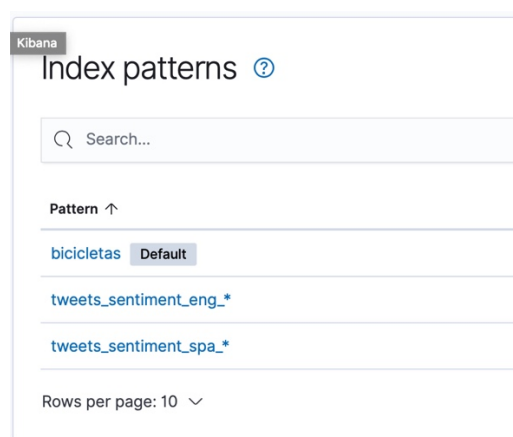 Kibana
Index patterns ?
Search...
Pattern ↑
bicicletas Default
tweets_sentiment_eng_*
tweets_sentiment_spa_*
Rows per page: 10